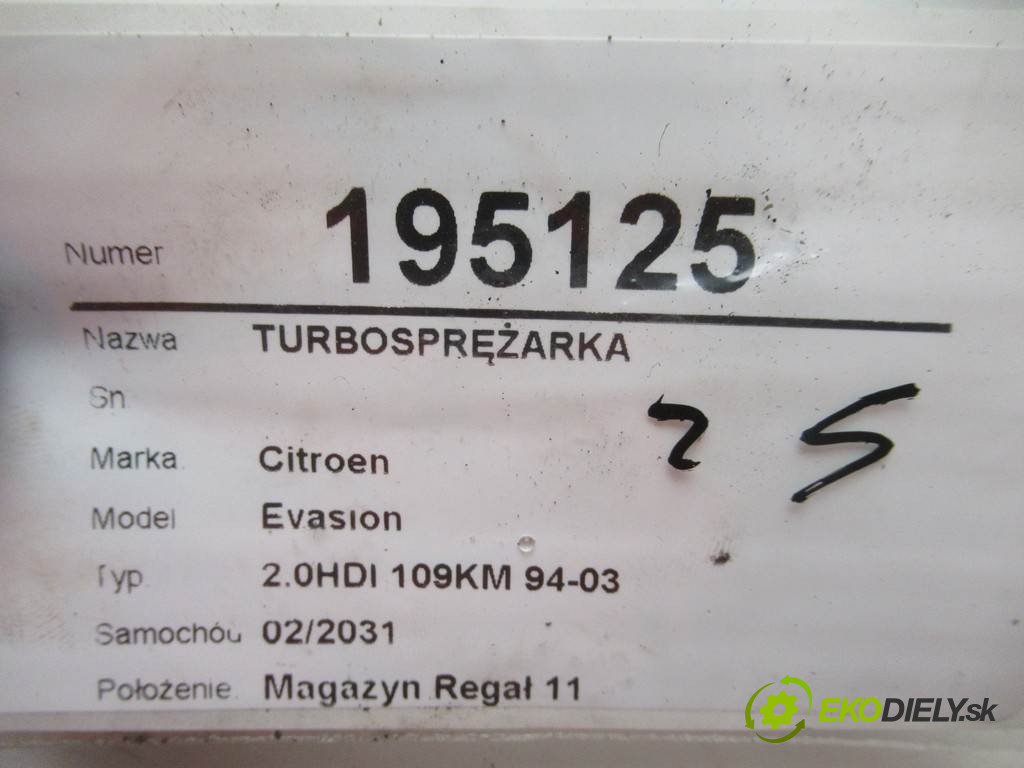 Numer 195125
Nazwa TURBOSPRĘŻARKA
Sn
Marka Citroen
Model Evasion
Typ 2.0HDI 109KM 94-03
Samochód 02/2031
Położenie Magazyn Regał 11
25
EKODIELY.sk